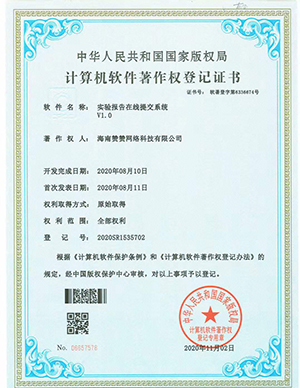 中华人民共和国国家版权局
计算机软件著作权登记证书
证书号： 软著登字第6336674号
软件名称： 实验报告在线提交系统
V1.0
著作权人： 海南赞赞网络科技有限公司
开发完成日期： 2020年08月10日
首次发表日期： 2020年08月11日
权利取得方式： 原始取得
权利范围： 全部权利
登记号： 2020SR1535702
根据《计算机软件保护条例》和《计算机软件著作权登记办法》的
规定，经中国版权保护中心审核，对以上事项予以登记。
中华人民共和国国家版权局
计算机软件著作权
登记专用章
No. 06857578
2020年11月02日